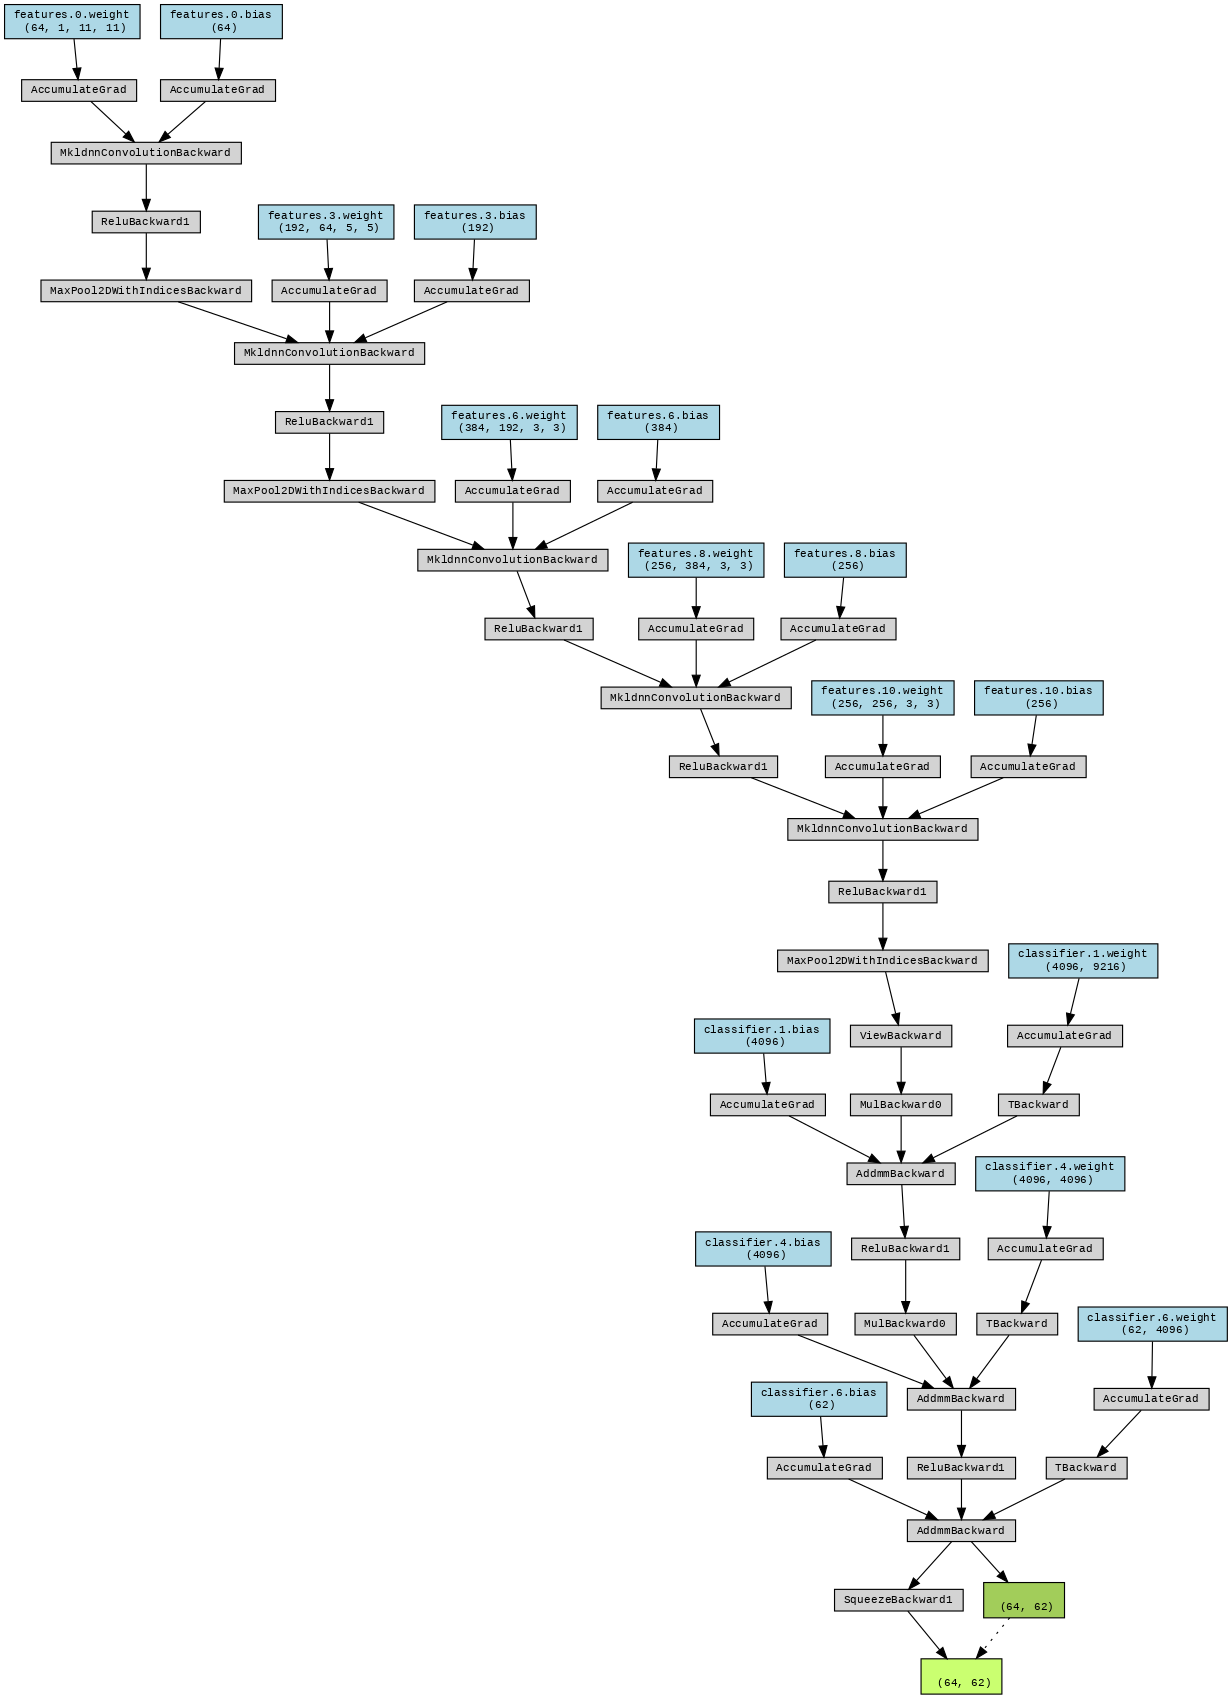 features.0.weight
(64, 1, 11, 11)
features.0.bias
(64)
AccumulateGrad
AccumulateGrad
MkldnnConvolutionBackward
ReluBackward1
features.3.weight
(192, 64, 5, 5)
features.3.bias
(192)
MaxPool2DWithIndicesBackward
AccumulateGrad
AccumulateGrad
MkldnnConvolutionBackward
ReluBackward1
features.6.weight
(384, 192, 3, 3)
features.6.bias
(384)
MaxPool2DWithIndicesBackward
AccumulateGrad
AccumulateGrad
MkldnnConvolutionBackward
features.8.weight
(256, 384, 3, 3)
features.8.bias
(256)
ReluBackward1
AccumulateGrad
AccumulateGrad
MkldnnConvolutionBackward
features.10.weight
(256, 256, 3, 3)
features.10.bias
(256)
ReluBackward1
AccumulateGrad
AccumulateGrad
MkldnnConvolutionBackward
ReluBackward1
MaxPool2DWithIndicesBackward
classifier.1.weight
(4096, 9216)
classifier.1.bias
(4096)
ViewBackward
AccumulateGrad
AccumulateGrad
MulBackward0
TBackward
AddmmBackward
classifier.4.weight
(4096, 4096)
classifier.4.bias
(4096)
ReluBackward1
AccumulateGrad
AccumulateGrad
MulBackward0
TBackward
classifier.6.weight
(62, 4096)
classifier.6.bias
(62)
AddmmBackward
AccumulateGrad
AccumulateGrad
ReluBackward1
TBackward
AddmmBackward
SqueezeBackward1
(64, 62)
(64, 62)